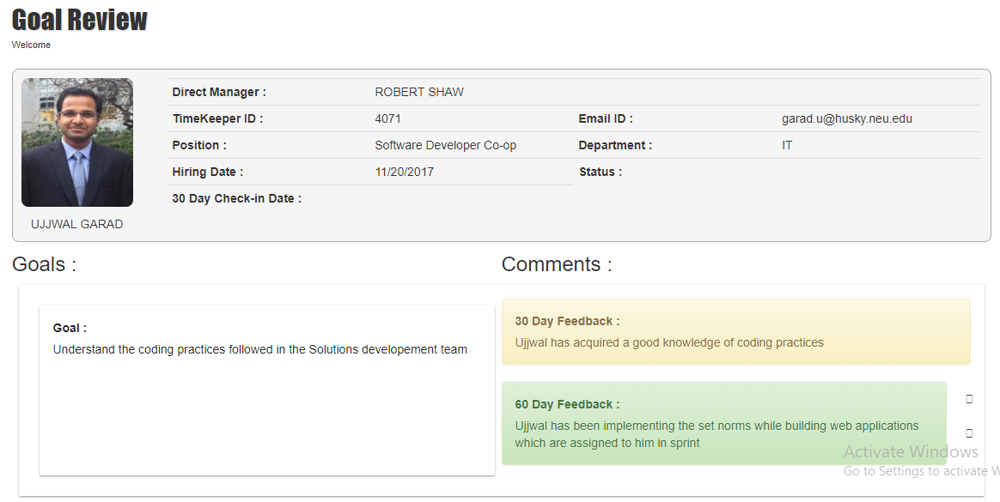 Goal Review
Welcome
Direct Manager : ROBERT SHAW
TimeKeeper ID : 4071 Email ID : garad.u@husky.neu.edu
Position : Software Developer Co-op Department : IT
Hiring Date : 11/20/2017 Status :
30 Day Check-in Date :
UJJWAL GARAD
Goals :
Goal :
Understand the coding practices followed in the Solutions developement team
Comments :
30 Day Feedback :
Ujjwal has acquired a good knowledge of coding practices
60 Day Feedback :
Ujjwal has been implementing the set norms while building web applications
which are assigned to him in sprint
Activate Windows
Go to Settings to activate W